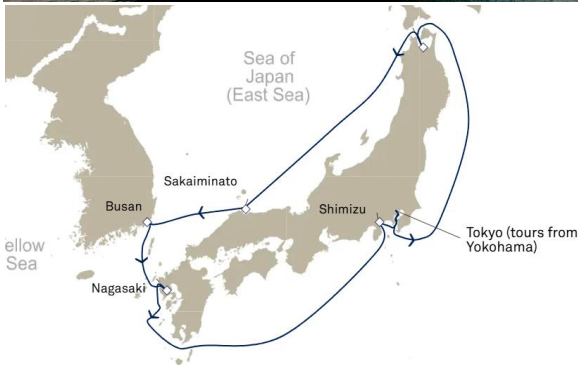 Sea of
Japan
(East Sea)
Sakaiminato
Busan
Shimizu
Tokyo (tours from
Yokohama)
ellow
Sea
Nagasaki